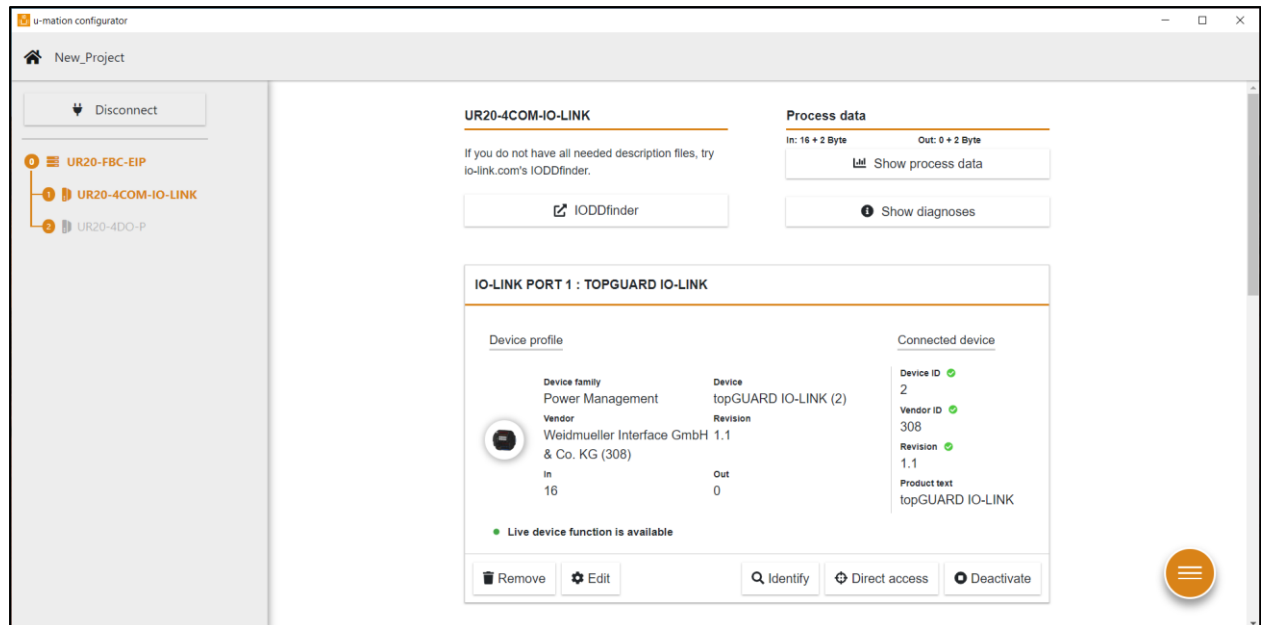 u-mation configurator
New_Project
Disconnect
0 UR20-FBC-EIP
1 UR20-4COM-IO-LINK
2 UR20-4DO-P
UR20-4COM-IO-LINK
If you do not have all needed description files, try
io-link.com's IODDfinder.
IODDfinder
Process data
In: 16 + 2 Byte Out: 0 + 2 Byte
Show process data
Show diagnoses
IO-LINK PORT 1 : TOPGUARD IO-LINK
Device profile
Device family
Power Management
Device
topGUARD IO-LINK (2)
Vendor
Weidmueller Interface GmbH
& Co. KG (308)
Revision
1.1
In
16
Out
0
Connected device
Device ID
2
Vendor ID
308
Revision
1.1
Product text
topGUARD IO-LINK
Live device function is available
Remove
Edit
Identify
Direct access
Deactivate